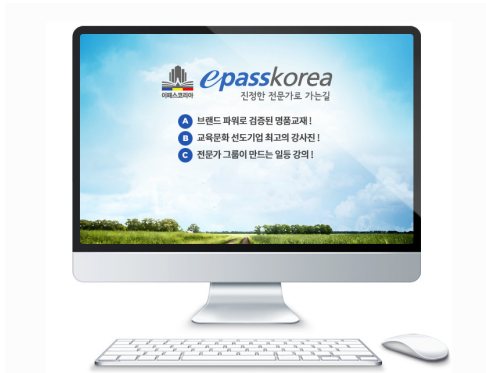 epasskorea
이패스코리아
진정한 전문가로 가는길
A 브랜드 파워로 검증된 명품교재 !
B 교육문화 선도기업 최고의 강사진 !
C 전문가 그룹이 만드는 일등 강의 !